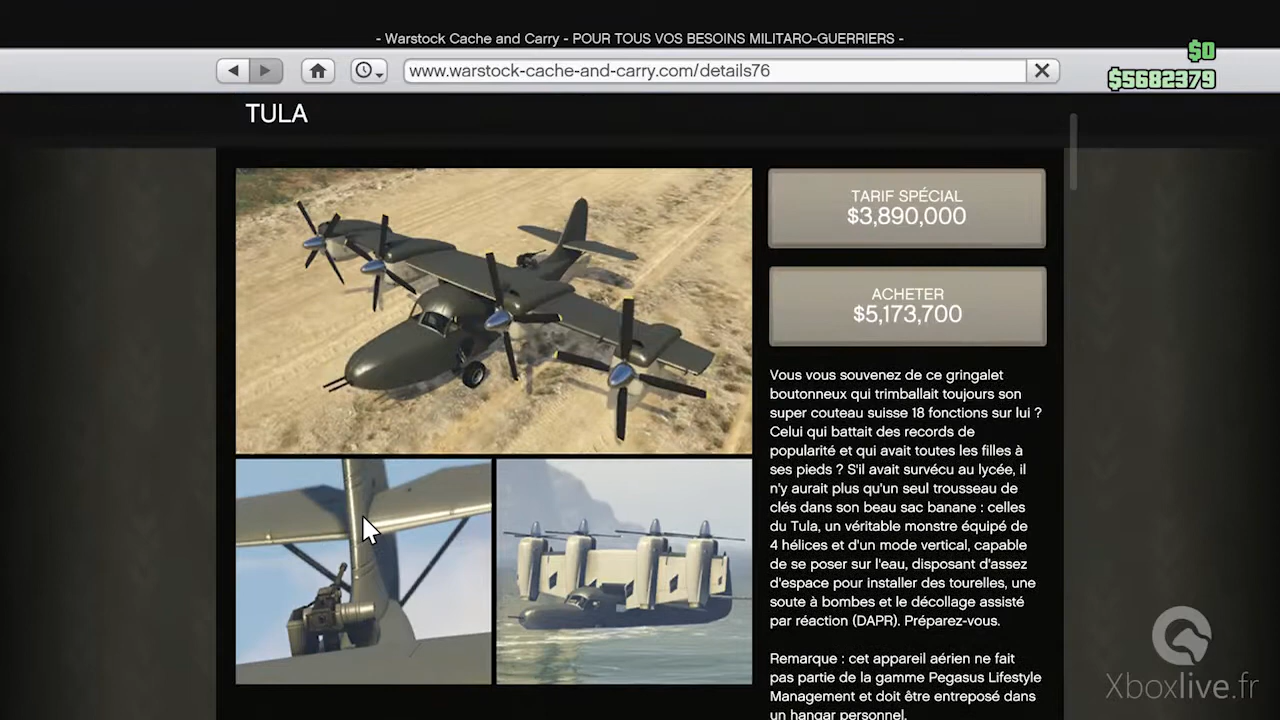 - Warstock Cache and Carry - POUR TOUS VOS BESOINS MILITARO-GUERRIERS -
$0
www.warstock-cache-and-carry.com/details76
$5682379
TULA
TARIF SPÉCIAL
$3,890,000
ACHETER
$5,173,700
Vous vous souvenez de ce gringalet
boutonneux qui trimballait toujours son
super couteau suisse 18 fonctions sur lui ?
Celui qui battait des records de
popularité et qui avait toutes les filles à
ses pieds ? S'il avait survécu au lycée, il
n'y aurait plus qu'un seul trousseau de
clés dans son beau sac banane : celles
du Tula, un véritable monstre équipé de
4 hélices et d'un mode vertical, capable
de se poser sur l'eau, disposant d'assez
d'espace pour installer des tourelles, une
soute à bombes et le décollage assisté
par réaction (DAPR). Préparez-vous.
Remarque : cet appareil aérien ne fait
pas partie de la gamme Pegasus Lifestyle
Management et doit être entreposé dans
un hangar personnel.
Xboxlive.fr